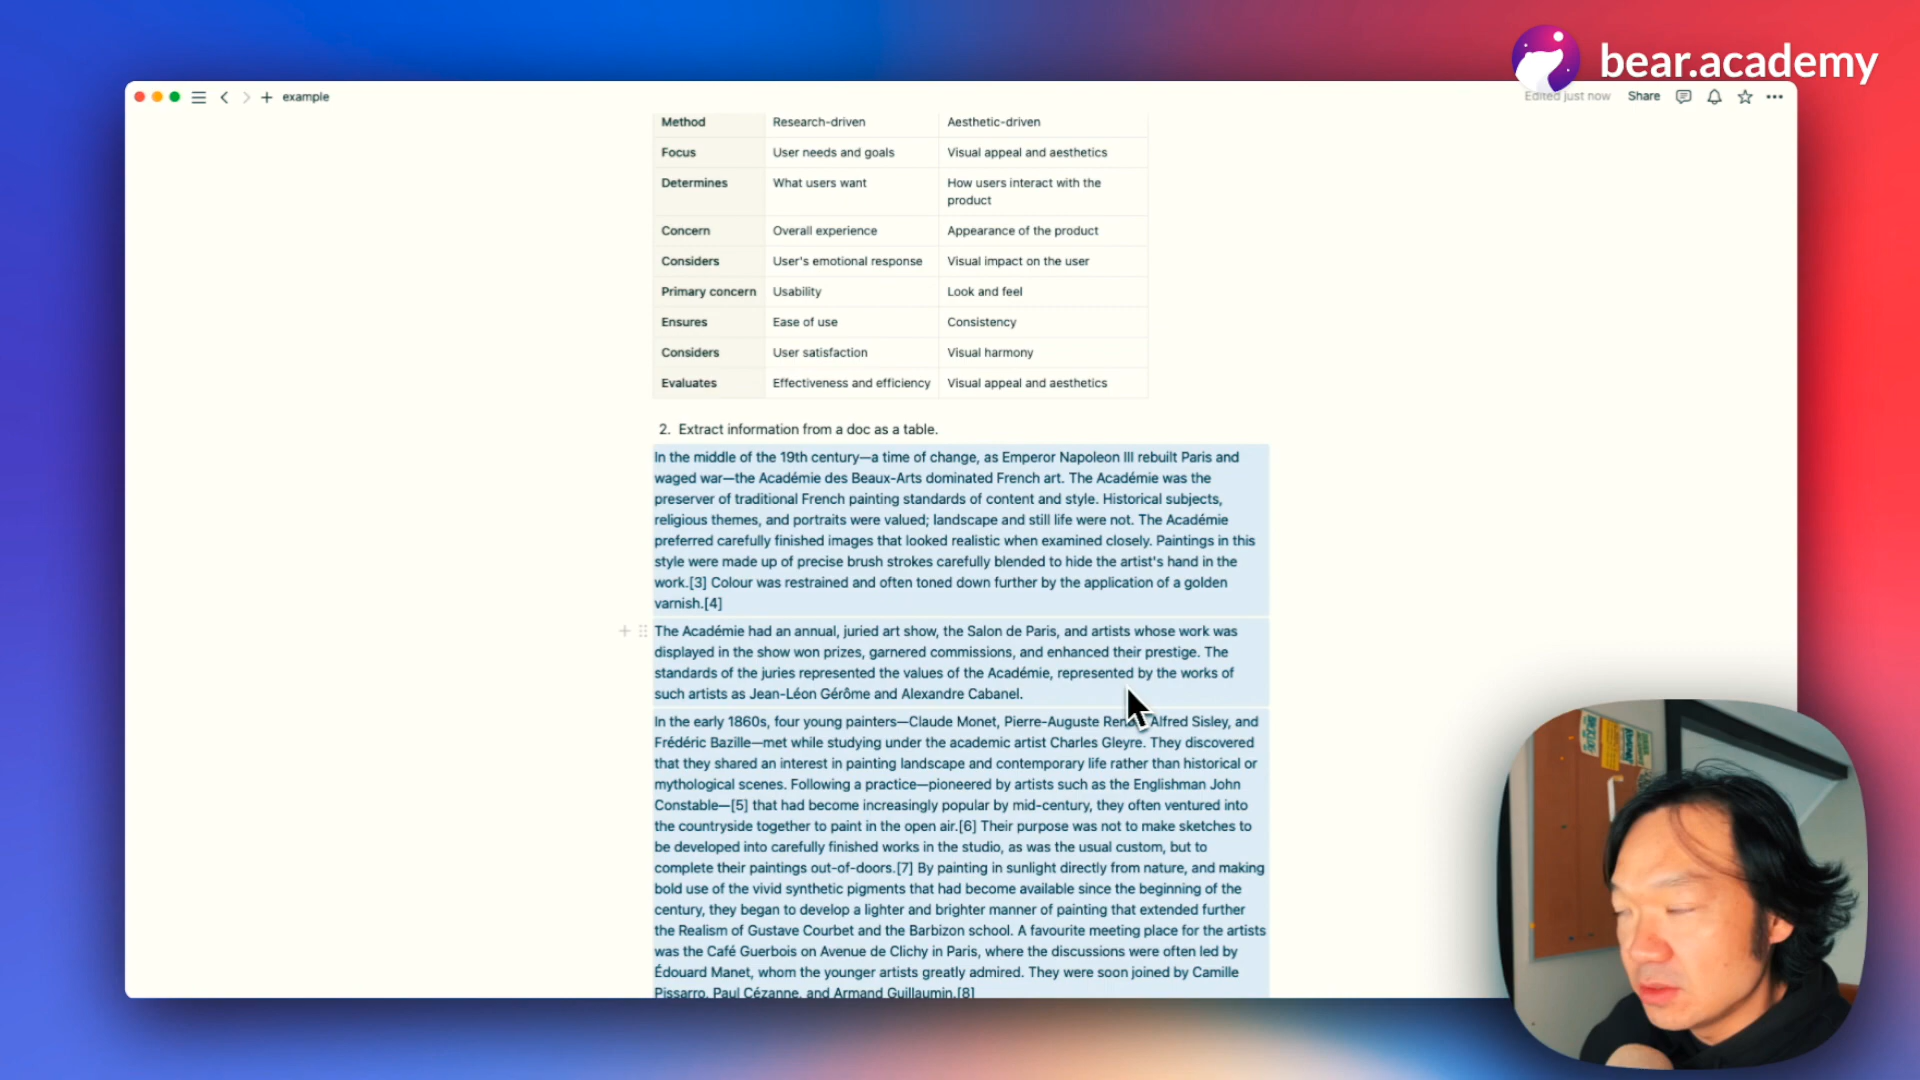 bear.academy
example
Edited just now Share
Method Research-driven Aesthetic-driven
Focus User needs and goals Visual appeal and aesthetics
Determines What users want How users interact with the
product
Concern Overall experience Appearance of the product
Considers User's emotional response Visual impact on the user
Primary concern Usability Look and feel
Ensures Ease of use Consistency
Considers User satisfaction Visual harmony
Evaluates Effectiveness and efficiency Visual appeal and aesthetics
2. Extract information from a doc as a table.
In the middle of the 19th century—a time of change, as Emperor Napoleon III rebuilt Paris and
waged war—the Académie des Beaux-Arts dominated French art. The Académie was the
preserver of traditional French painting standards of content and style. Historical subjects,
religious themes, and portraits were valued; landscape and still life were not. The Académie
preferred carefully finished images that looked realistic when examined closely. Paintings in this
style were made up of precise brush strokes carefully blended to hide the artist's hand in the
work.[3] Colour was restrained and often toned down further by the application of a golden
varnish.[4]
The Académie had an annual, juried art show, the Salon de Paris, and artists whose work was
displayed in the show won prizes, garnered commissions, and enhanced their prestige. The
standards of the juries represented the values of the Académie, represented by the works of
such artists as Jean-Léon Gérôme and Alexandre Cabanel.
In the early 1860s, four young painters—Claude Monet, Pierre-Auguste Alfred Sisley, and
Frédéric Bazille—met while studying under the academic artist Charles Gleyre. They discovered
that they shared an interest in painting landscape and contemporary life rather than historical or
mythological scenes. Following a practice—pioneered by artists such as the Englishman John
Constable—[5] that had become increasingly popular by mid-century, they often ventured into
the countryside together to paint in the open air.[6] Their purpose was not to make sketches to
be developed into carefully finished works in the studio, as was the usual custom, but to
complete their paintings out-of-doors.[7] By painting in sunlight directly from nature, and making
bold use of the vivid synthetic pigments that had become available since the beginning of the
century, they began to develop a lighter and brighter manner of painting that extended further
the Realism of Gustave Courbet and the Barbizon school. A favourite meeting place for the artists
was the Café Guerbois on Avenue de Clichy in Paris, where the discussions were often led by
Édouard Manet, whom the younger artists greatly admired. They were soon joined by Camille
Pissarro, Paul Cézanne, and Armand Guillaumin.[8]